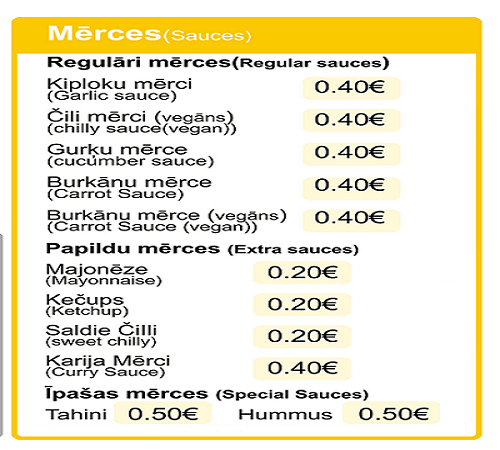 Mērces(Sauces)
Regulāri mērces(Regular sauces)
Ķiploku mērci 0.40€
(Garlic sauce)
Čili mērci (vegāns) 0.40€
(chilly sauce(vegan))
Gurķu mērce 0.40€
(cucumber sauce)
Burkānu mērce 0.40€
(Carrot Sauce)
Burkānu mērce (vegāns) 0.40€
(Carrot Sauce (vegan))
Papildu mērces (Extra sauces)
Majonēze 0.20€
(Mayonnaise)
Kečups 0.20€
(Ketchup)
Saldie Čilli 0.20€
(sweet chilly)
Karija Mērci 0.40€
(Curry Sauce)
Īpašas mērces (Special Sauces)
Tahini 0.50€ Hummus 0.50€